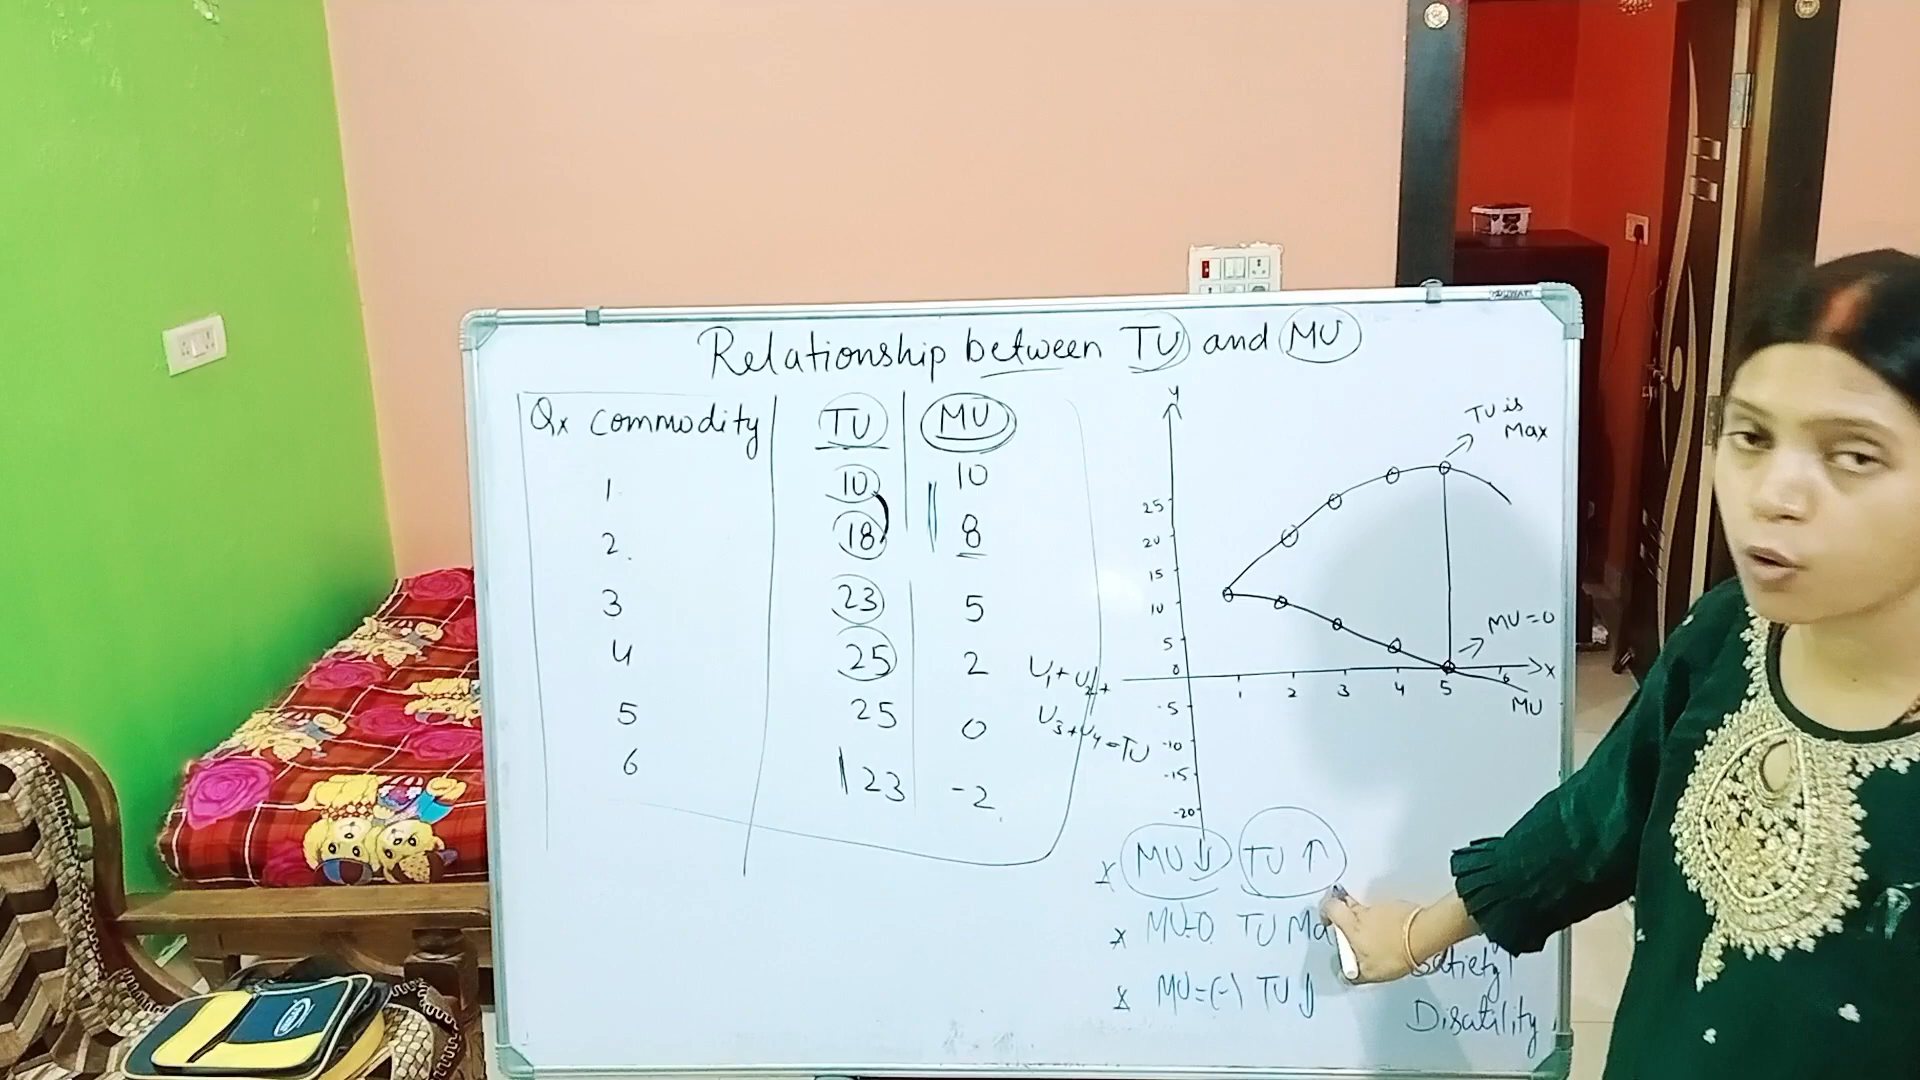 Relationship between TU and MU
Qx commodity TU MU
1. 10 10
2. 18 8
3 23 5
4 25 2
5 25 0
6 23 -2
U1 + U2 +
U3 + U4 = TU
Y
TU is
Max
25
20
15
10
5
0
-5
-10
-15
-20
1 2 3 4 5 6
X
MU = 0
MU
x MU↓ TU↑
x MU=0 TU Ma
x MU=(-) TU↓
Satiety
Disutility